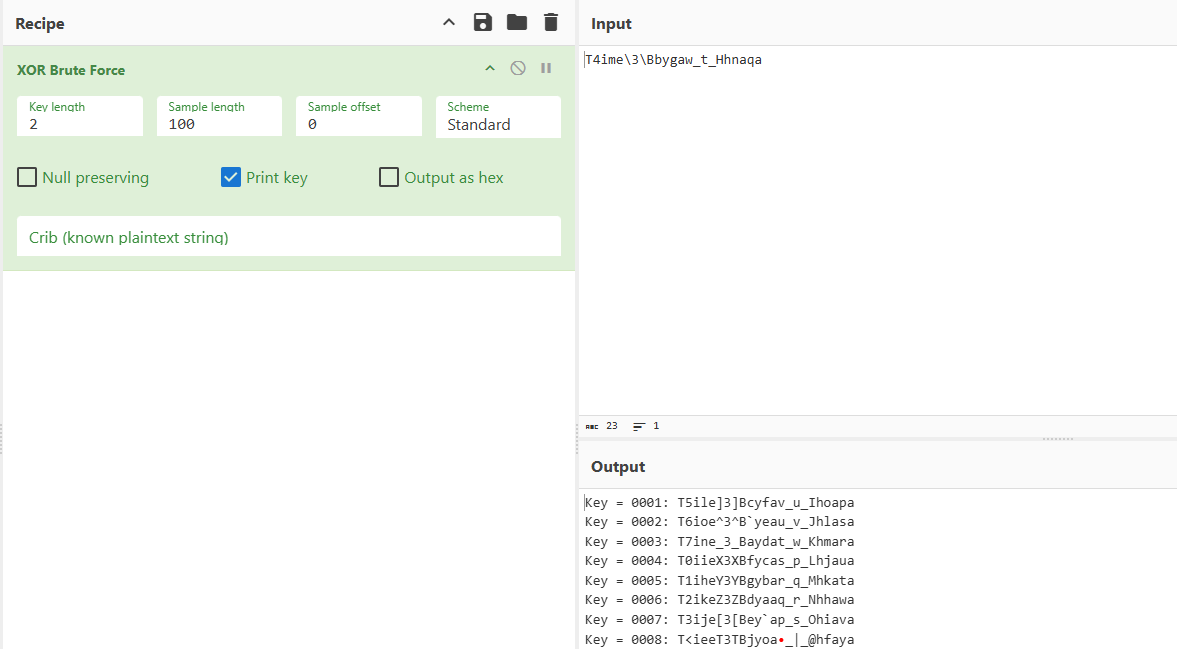 Recipe
XOR Brute Force
Key length
2
Sample length
100
Sample offset
0
Scheme
Standard
Null preserving
Print key
Output as hex
Crib (known plaintext string)
Input
T4ime\3\Bbygaw_t_Hhnaqa
ABC 23 1
Output
Key = 0001: T5ile]3]Bcyfav_u_Ihoapa
Key = 0002: T6ioe^3^B`yeau_v_Jhlasa
Key = 0003: T7ine_3_Baydat_w_Khmara
Key = 0004: T0iieX3XBfycas_p_Lhjaua
Key = 0005: T1iheY3YBgybar_q_Mhkata
Key = 0006: T2ikeZ3ZBdyaaq_r_Nhhawa
Key = 0007: T3ije[3[Bey`ap_s_Ohiava
Key = 0008: T<ieeT3TBjyoa•_|_@hfaya